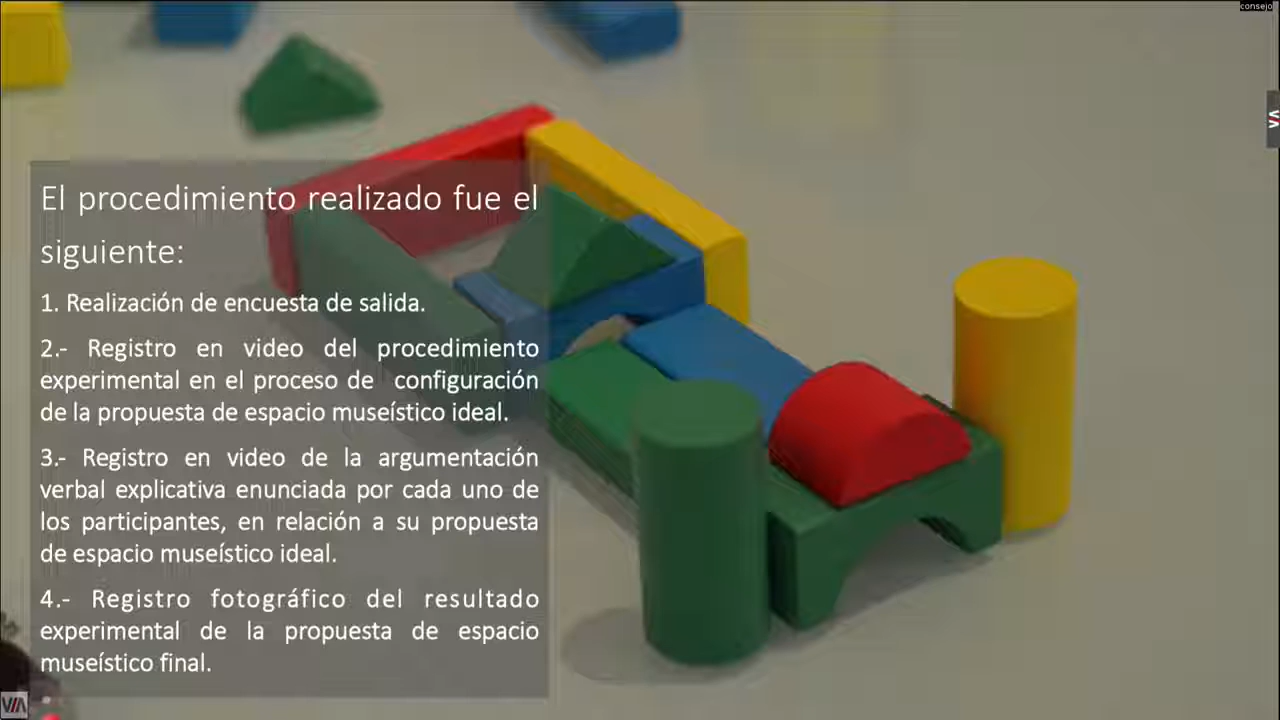 consejo
El procedimiento realizado fue el
siguiente:
1. Realización de encuesta de salida.
2.- Registro en video del procedimiento
experimental en el proceso de configuración
de la propuesta de espacio museístico ideal.
3.- Registro en video de la argumentación
verbal explicativa enunciada por cada uno de
los participantes, en relación a su propuesta
de espacio museístico ideal.
4.- Registro fotográfico del resultado
experimental de la propuesta de espacio
museístico final.
VIA